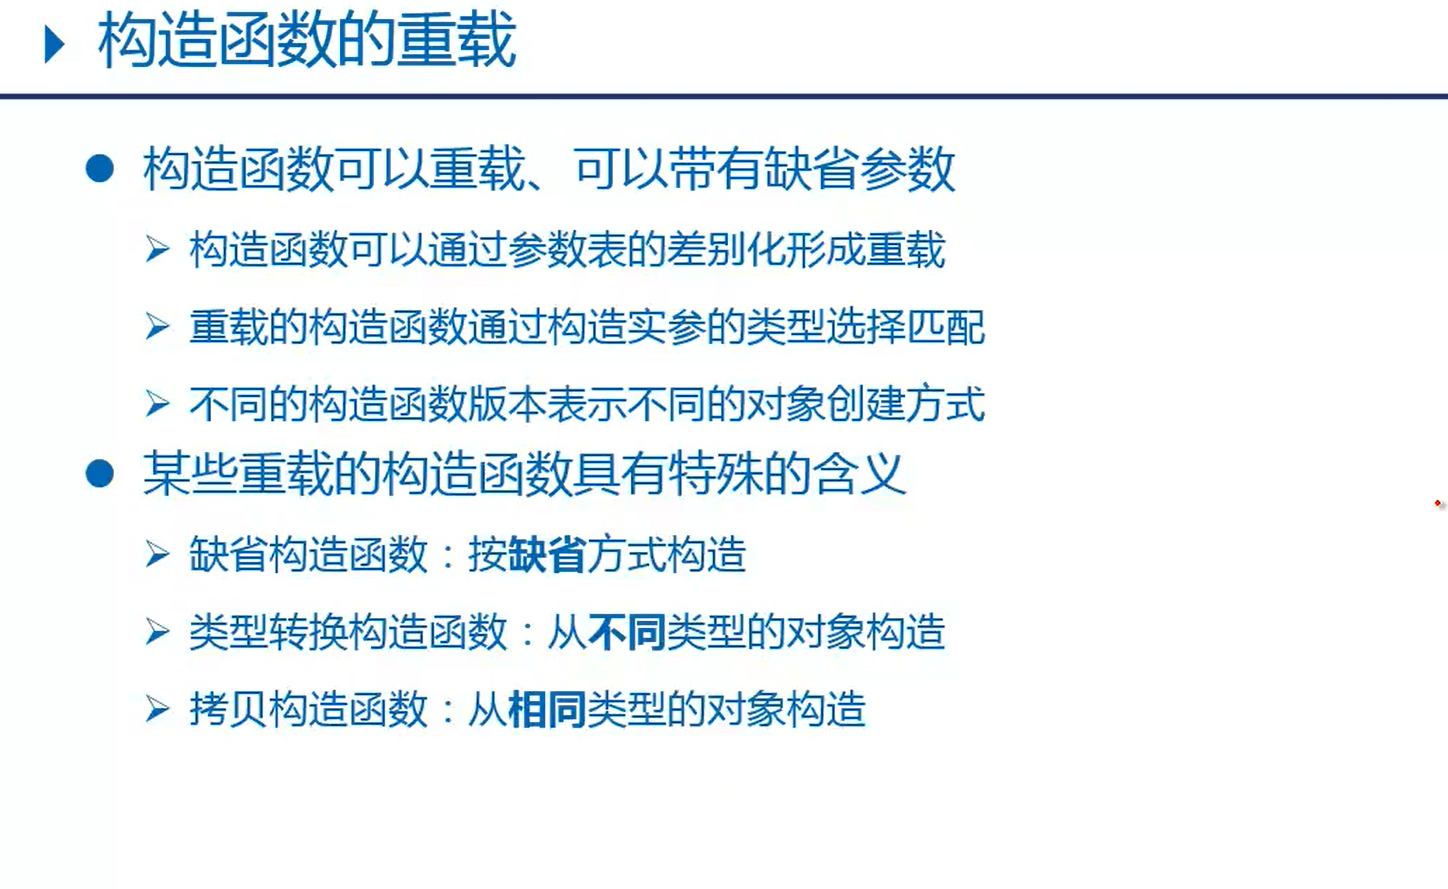 构造函数的重载
构造函数可以重载、可以带有缺省参数
构造函数可以通过参数表的差别化形成重载
重载的构造函数通过构造实参的类型选择匹配
不同的构造函数版本表示不同的对象创建方式
某些重载的构造函数具有特殊的含义
缺省构造函数：按缺省方式构造
类型转换构造函数：从不同类型的对象构造
拷贝构造函数：从相同类型的对象构造